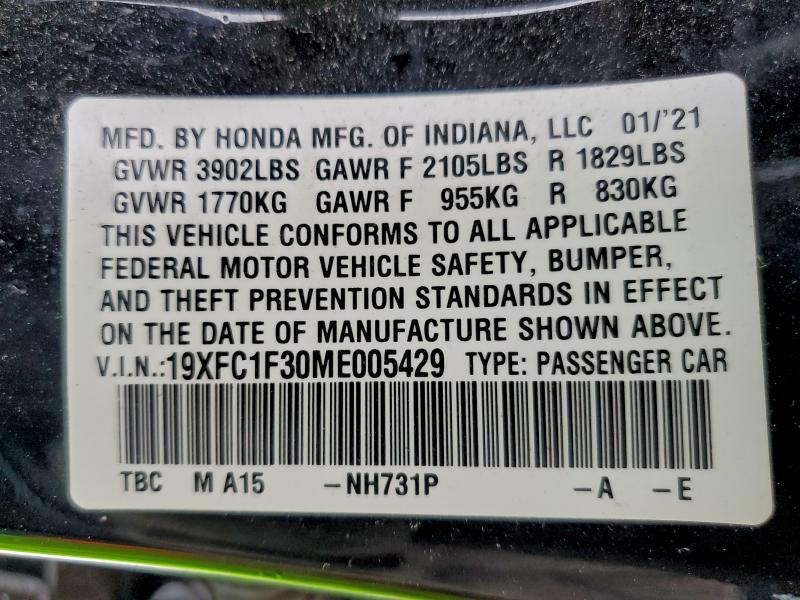 MFD. BY HONDA MFG. OF INDIANA, LLC 01/'21
GVWR 3902LBS GAWR F 2105LBS R 1829LBS
GVWR 1770KG GAWR F 955KG R 830KG
THIS VEHICLE CONFORMS TO ALL APPLICABLE
FEDERAL MOTOR VEHICLE SAFETY, BUMPER,
AND THEFT PREVENTION STANDARDS IN EFFECT
ON THE DATE OF MANUFACTURE SHOWN ABOVE.
V.I.N.:19XFC1F30ME005429 TYPE: PASSENGER CAR
TBC M A15 -NH731P -A -E